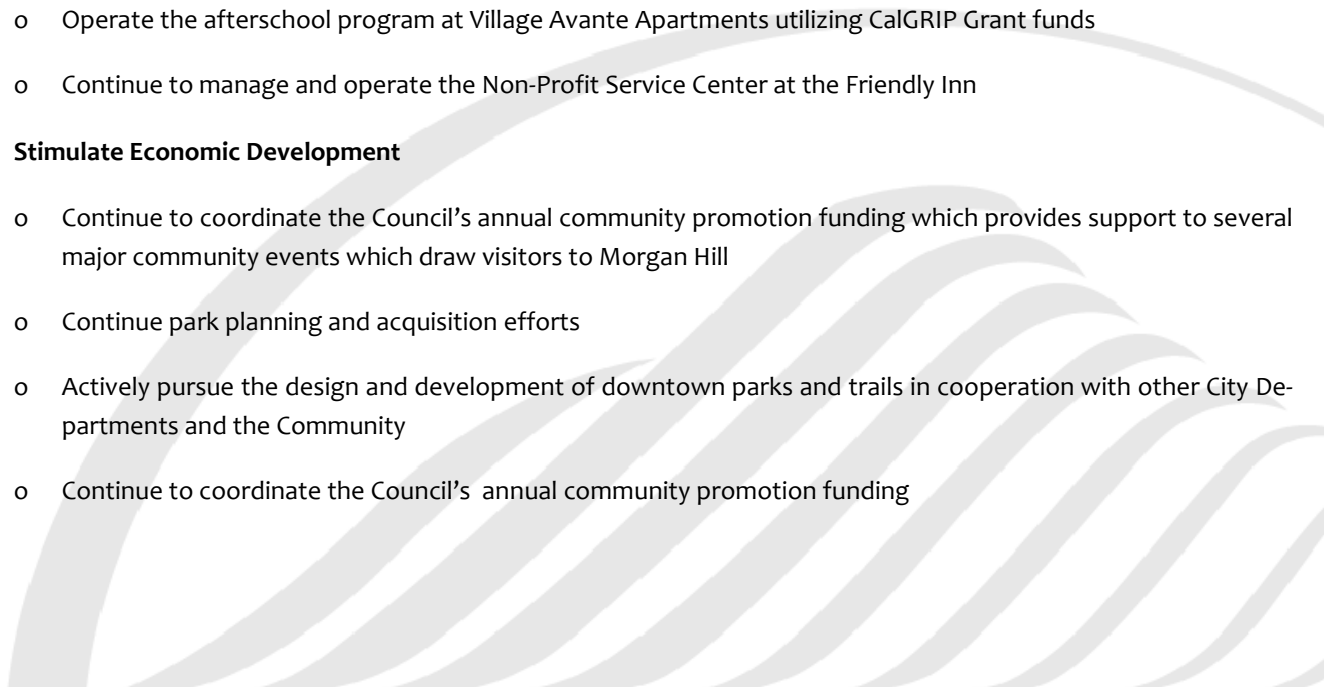 o Operate the afterschool program at Village Avante Apartments utilizing CalGRIP Grant funds
o Continue to manage and operate the Non-Profit Service Center at the Friendly Inn
Stimulate Economic Development
o Continue to coordinate the Council’s annual community promotion funding which provides support to several
major community events which draw visitors to Morgan Hill
o Continue park planning and acquisition efforts
o Actively pursue the design and development of downtown parks and trails in cooperation with other City De-
partments and the Community
o Continue to coordinate the Council’s  annual community promotion funding